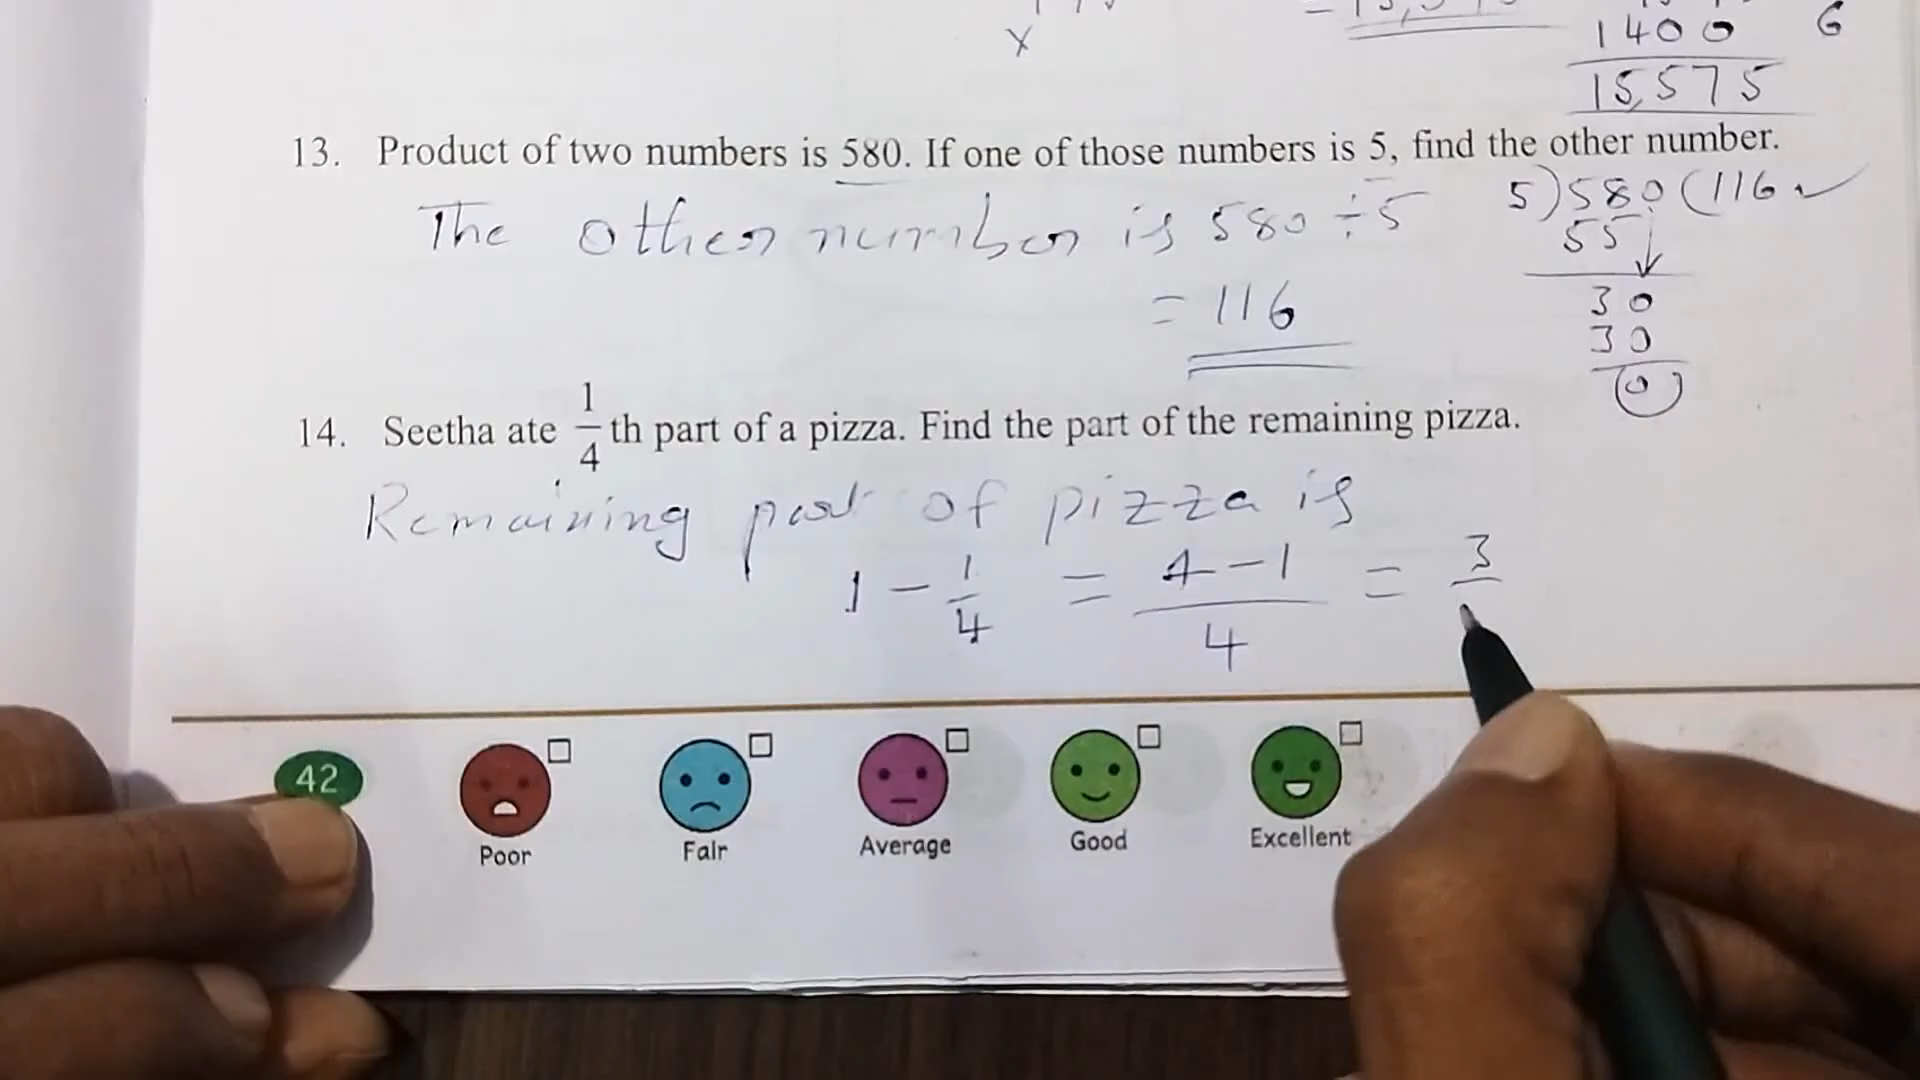 1400 6
15,575
13. Product of two numbers is 580. If one of those numbers is 5, find the other number.
The other number is 580 ÷ 5
= 116
5)580(116
55
30
30
0
14. Seetha ate 1/4 th part of a pizza. Find the part of the remaining pizza.
Remaining part of pizza is
1 - 1/4 = 4-1/4 = 3
42
Poor Fair Average Good Excellent